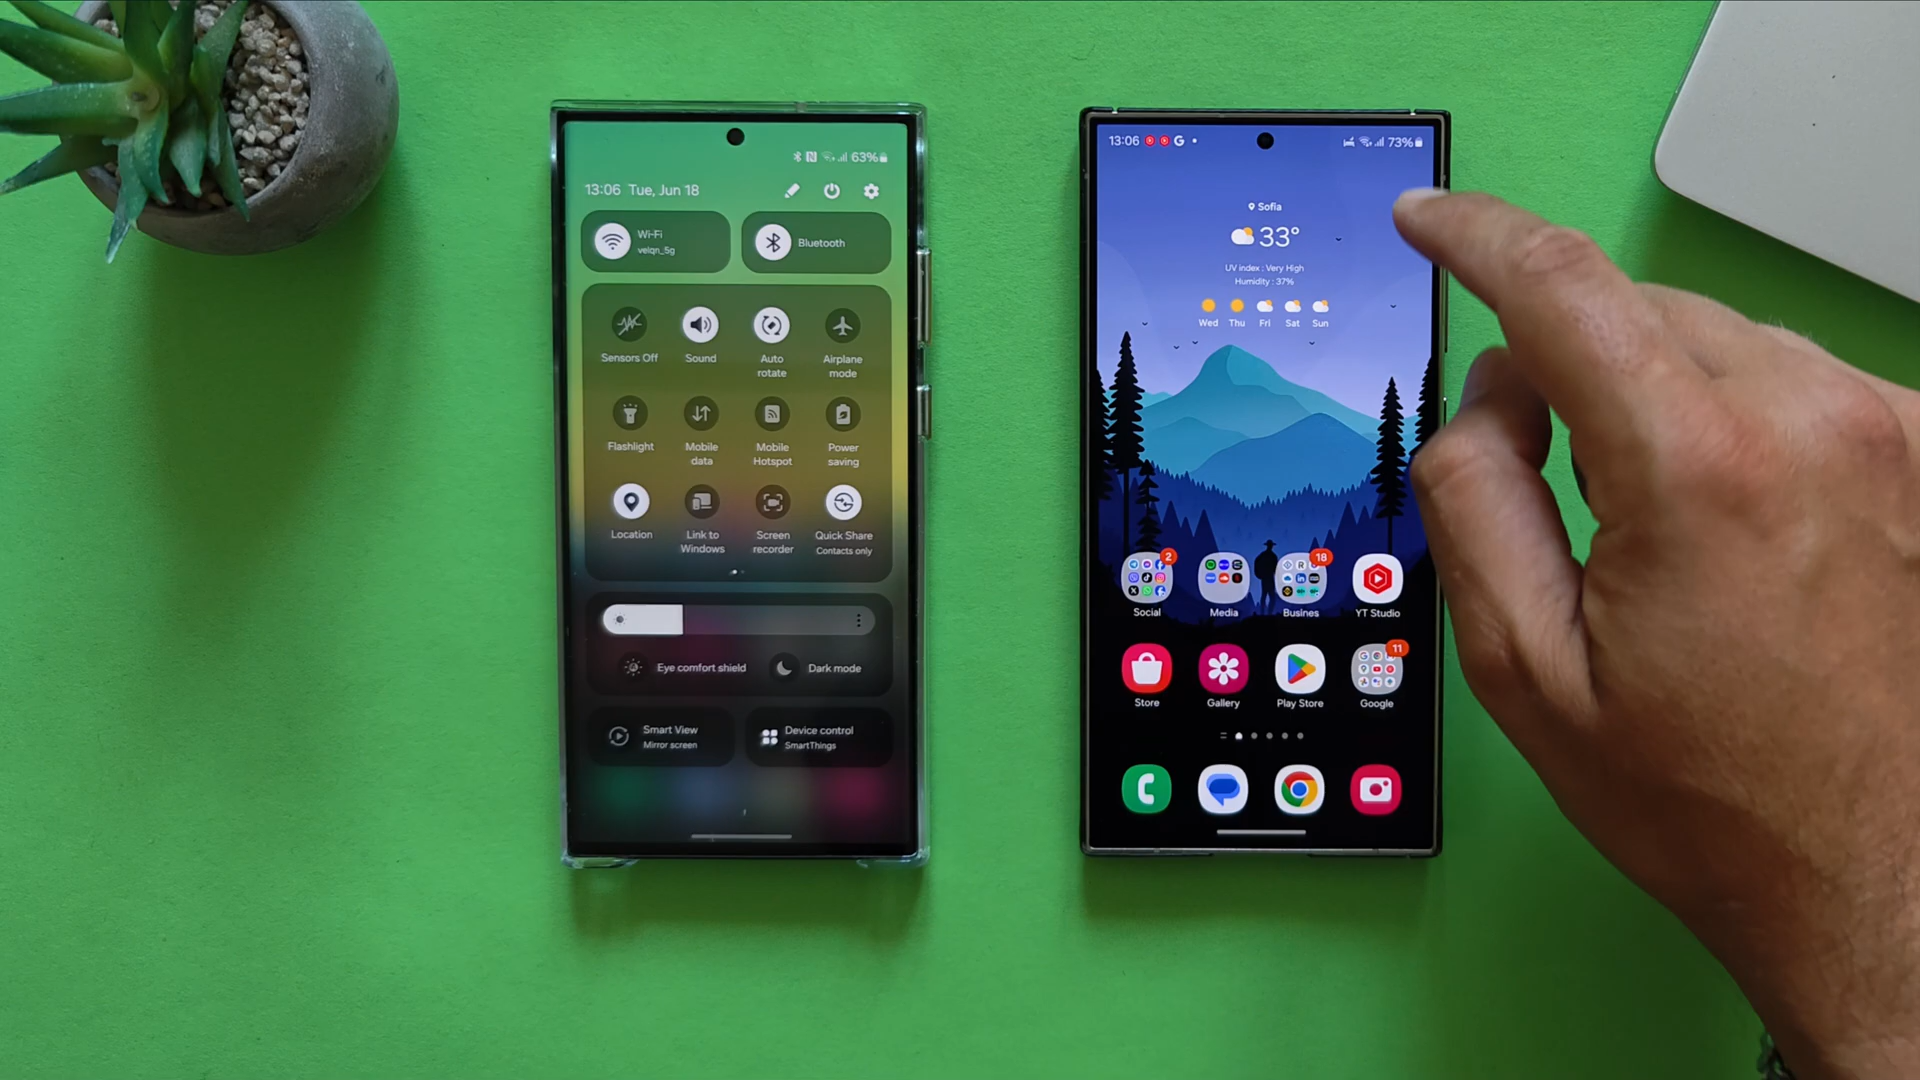 63%
13:06 Tue, Jun 18
Wi-Fi
velqn_5g
Bluetooth
Sensors Off
Sound
Auto
rotate
Airplane
mode
Flashlight
Mobile
data
Mobile
Hotspot
Power
saving
Location
Link to
Windows
Screen
recorder
Quick Share
Contacts only
Eye comfort shield
Dark mode
Smart View
Mirror screen
Device control
SmartThings
13:06 G
73%
Sofia
33°
UV index : Very High
Humidity : 37%
Wed Thu Fri Sat Sun
2
18
Social
Media
Busines
YT Studio
11
Store
Gallery
Play Store
Google